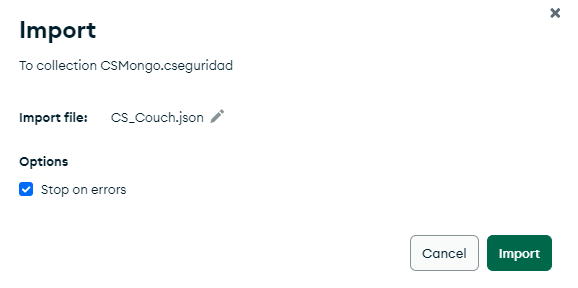 Import
To collection CSMongo.cseguridad
Import file: CS_Couch.json
Options
Stop on errors
Cancel Import